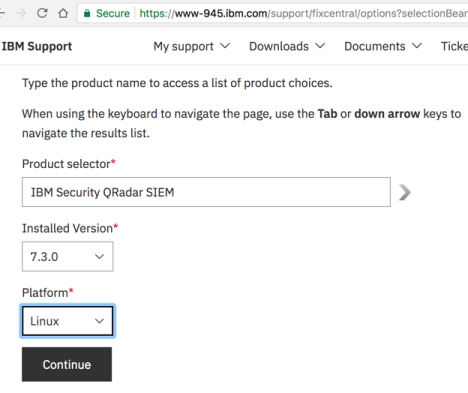 Secure https://www-945.ibm.com/support/fixcentral/options?selectionBear
IBM Support My support Downloads Documents Ticke
Type the product name to access a list of product choices.
When using the keyboard to navigate the page, use the Tab or down arrow keys to
navigate the results list.
Product selector*
IBM Security QRadar SIEM
Installed Version*
7.3.0
Platform*
Linux
Continue